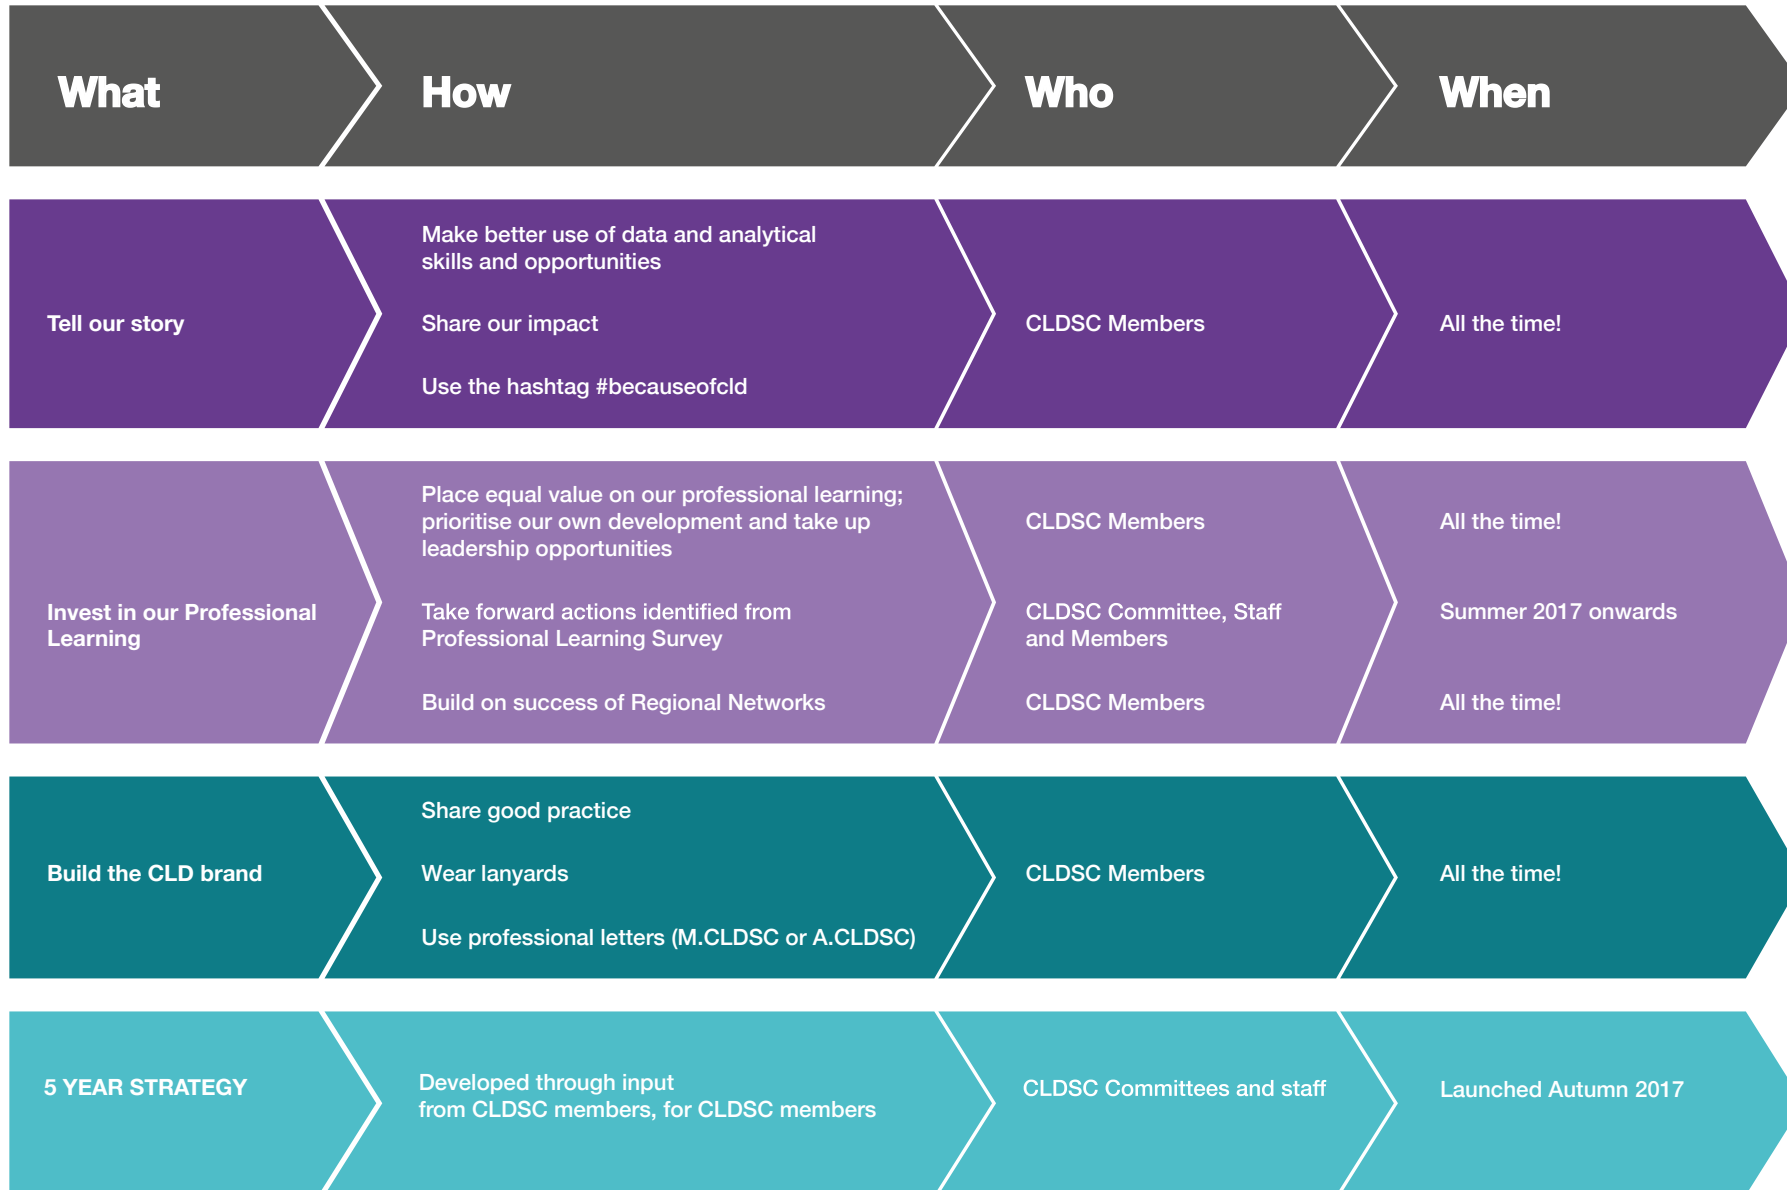 What
How
Who
When
Tell our story
Make better use of data and analytical
skills and opportunities
Share our impact
Use the hashtag #becauseofcld
CLDSC Members
All the time!
Invest in our Professional
Learning
Place equal value on our professional learning;
prioritise our own development and take up
leadership opportunities
CLDSC Members
All the time!
Take forward actions identified from
Professional Learning Survey
CLDSC Committee, Staff
and Members
Summer 2017 onwards
Build on success of Regional Networks
CLDSC Members
All the time!
Build the CLD brand
Share good practice
Wear lanyards
Use professional letters (M.CLDSC or A.CLDSC)
CLDSC Members
All the time!
5 YEAR STRATEGY
Developed through input
from CLDSC members, for CLDSC members
CLDSC Committees and staff
Launched Autumn 2017